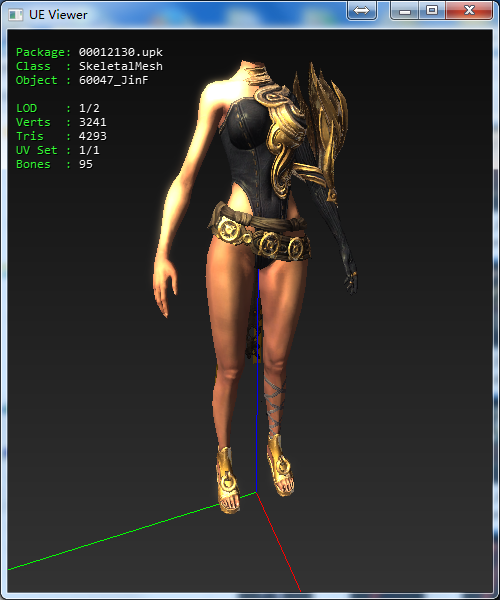 UE Viewer
Package: 00012130.upk
Class : SkeletalMesh
Object : 60047_JinF
LOD : 1/2
Verts : 3241
Tris : 4293
UV Set : 1/1
Bones : 95